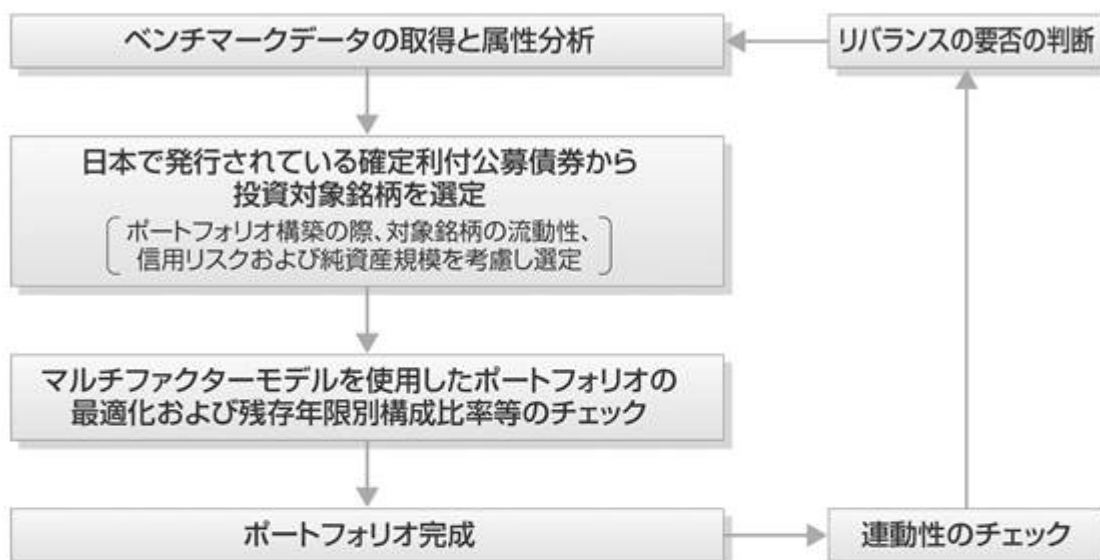 ベンチマークデータの取得と属性分析
リバランスの要否の判断
日本で発行されている確定利付公募債券から
投資対象銘柄を選定
ポートフォリオ構築の際、対象銘柄の流動性、
信用リスクおよび純資産規模を考慮し選定
マルチファクターモデルを使用したポートフォリオの
最適化および残存年限別構成比率等のチェック
ポートフォリオ完成
連動性のチェック